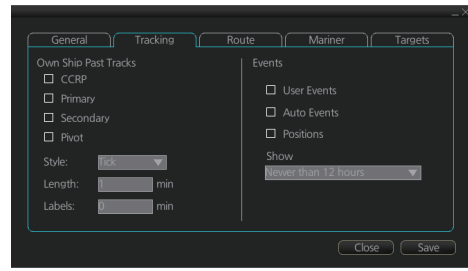 General Tracking Route Mariner Targets
Own Ship Past Tracks
CCRP
Primary
Secondary
Pivot
Style: Tick
Length: 1 min
Labels: 0 min
Events
User Events
Auto Events
Positions
Show
Newer than 12 hours
Close Save